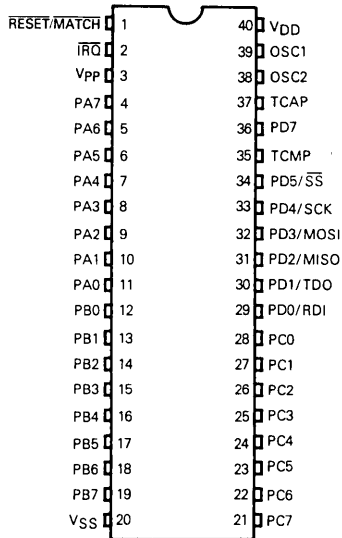 RESET/MATCH 1 40 VDD
IRQ 2 39 OSC1
VPP 3 38 OSC2
PA7 4 37 TCAP
PA6 5 36 PD7
PA5 6 35 TCMP
PA4 7 34 PD5/SS
PA3 8 33 PD4/SCK
PA2 9 32 PD3/MOSI
PA1 10 31 PD2/MISO
PA0 11 30 PD1/TDO
PB0 12 29 PD0/RDI
PB1 13 28 PC0
PB2 14 27 PC1
PB3 15 26 PC2
PB4 16 25 PC3
PB5 17 24 PC4
PB6 18 23 PC5
PB7 19 22 PC6
VSS 20 21 PC7